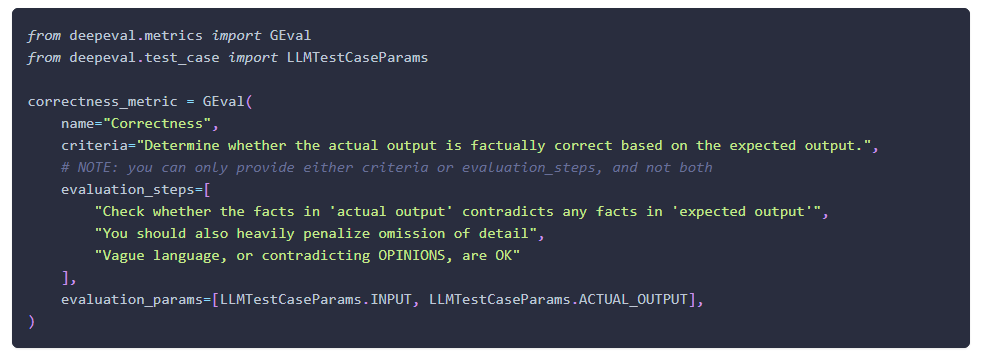 from deepeval.metrics import GEval
from deepeval.test_case import LLMTestCaseParams

correctness_metric = GEval(
    name="Correctness",
    criteria="Determine whether the actual output is factually correct based on the expected output.",
    # NOTE: you can only provide either criteria or evaluation_steps, and not both
    evaluation_steps=[
        "Check whether the facts in 'actual output' contradicts any facts in 'expected output'",
        "You should also heavily penalize omission of detail",
        "Vague language, or contradicting OPINIONS, are OK"
    ],
    evaluation_params=[LLMTestCaseParams.INPUT, LLMTestCaseParams.ACTUAL_OUTPUT],
)